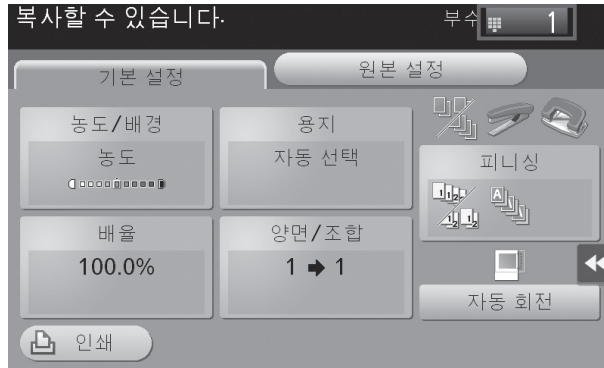 복사할 수 있습니다.
부수 1
기본 설정
원본 설정
농도/배경
농도
용지
자동 선택
피니싱
배율
100.0%
양면/조합
1 ➡ 1
자동 회전
인쇄